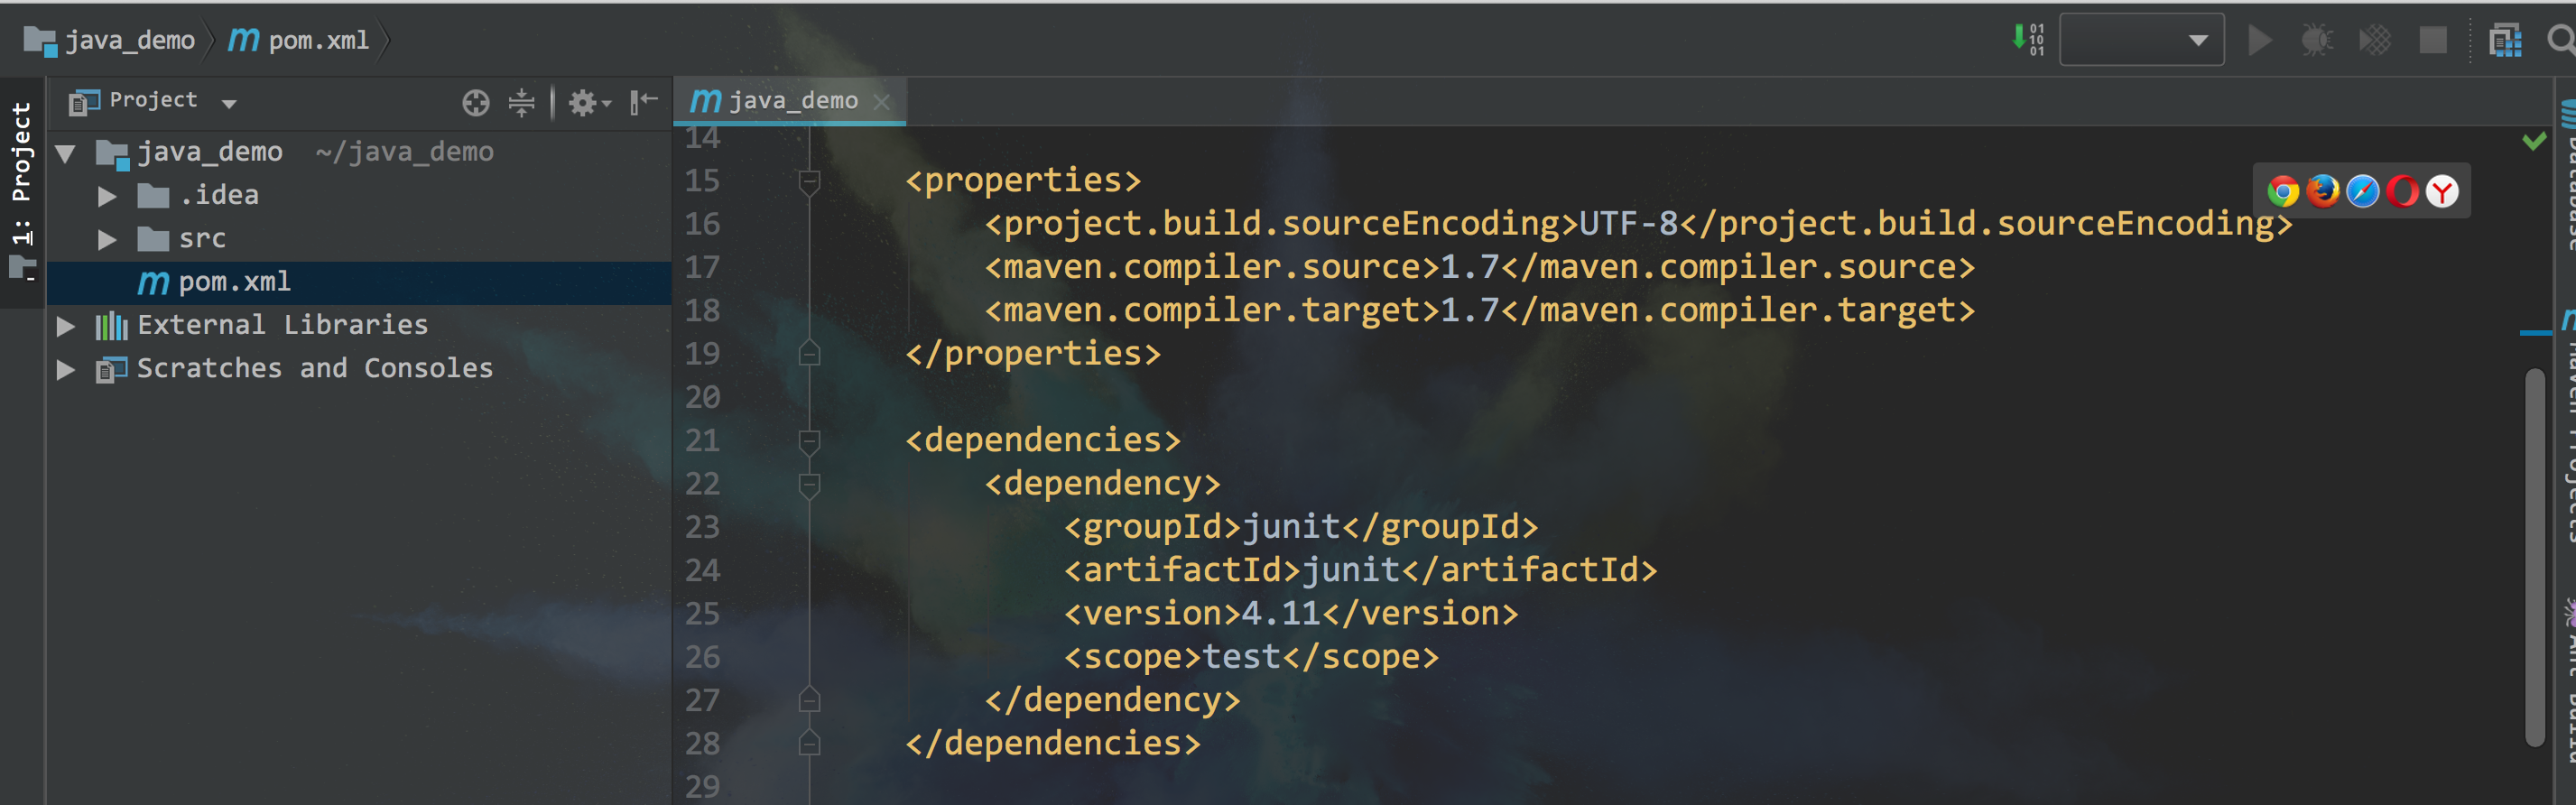 java_demo pom.xml
01
10
01
Project
java_demo
1: Project
java_demo ~/java_demo
.idea
src
pom.xml
External Libraries
Scratches and Consoles
14
15 <properties>
16 <project.build.sourceEncoding>UTF-8</project.build.sourceEncoding>
17 <maven.compiler.source>1.7</maven.compiler.source>
18 <maven.compiler.target>1.7</maven.compiler.target>
19 </properties>
20
21 <dependencies>
22 <dependency>
23 <groupId>junit</groupId>
24 <artifactId>junit</artifactId>
25 <version>4.11</version>
26 <scope>test</scope>
27 </dependency>
28 </dependencies>
29
Database
Maven Projects
Ant Build